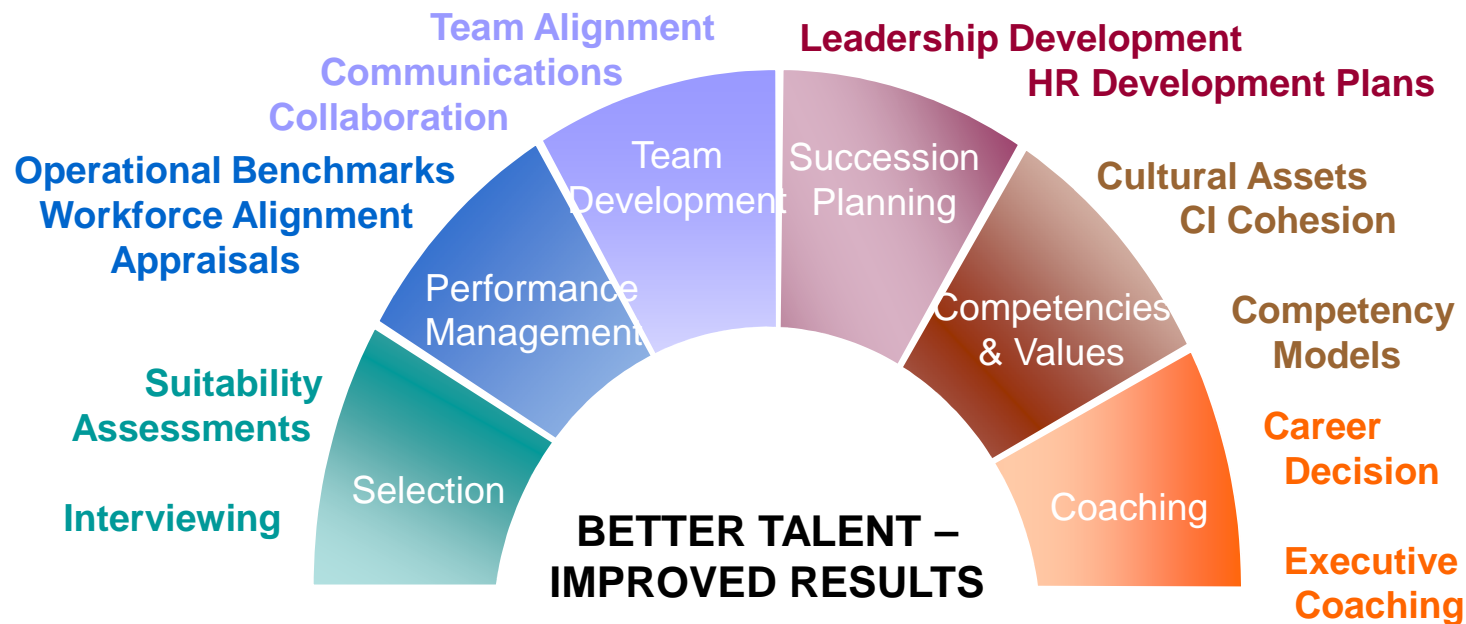 Team Alignment
Communications
Collaboration
Leadership Development
HR Development Plans
Operational Benchmarks
Workforce Alignment
Appraisals
Team
Development
Succession
Planning
Cultural Assets
CI Cohesion
Performance
Management
Competencies
& Values
Competency
Models
Suitability
Assessments
Interviewing
Selection
Coaching
Career
Decision
Executive
Coaching
BETTER TALENT –
IMPROVED RESULTS